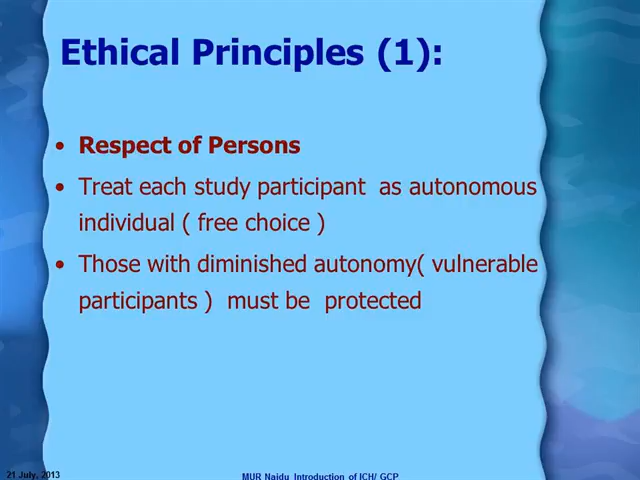 Ethical Principles (1):
• Respect of Persons
• Treat each study participant as autonomous
individual ( free choice )
• Those with diminished autonomy( vulnerable
participants ) must be protected
21 July, 2013
MUR Naidu Introduction of ICH/ GCP